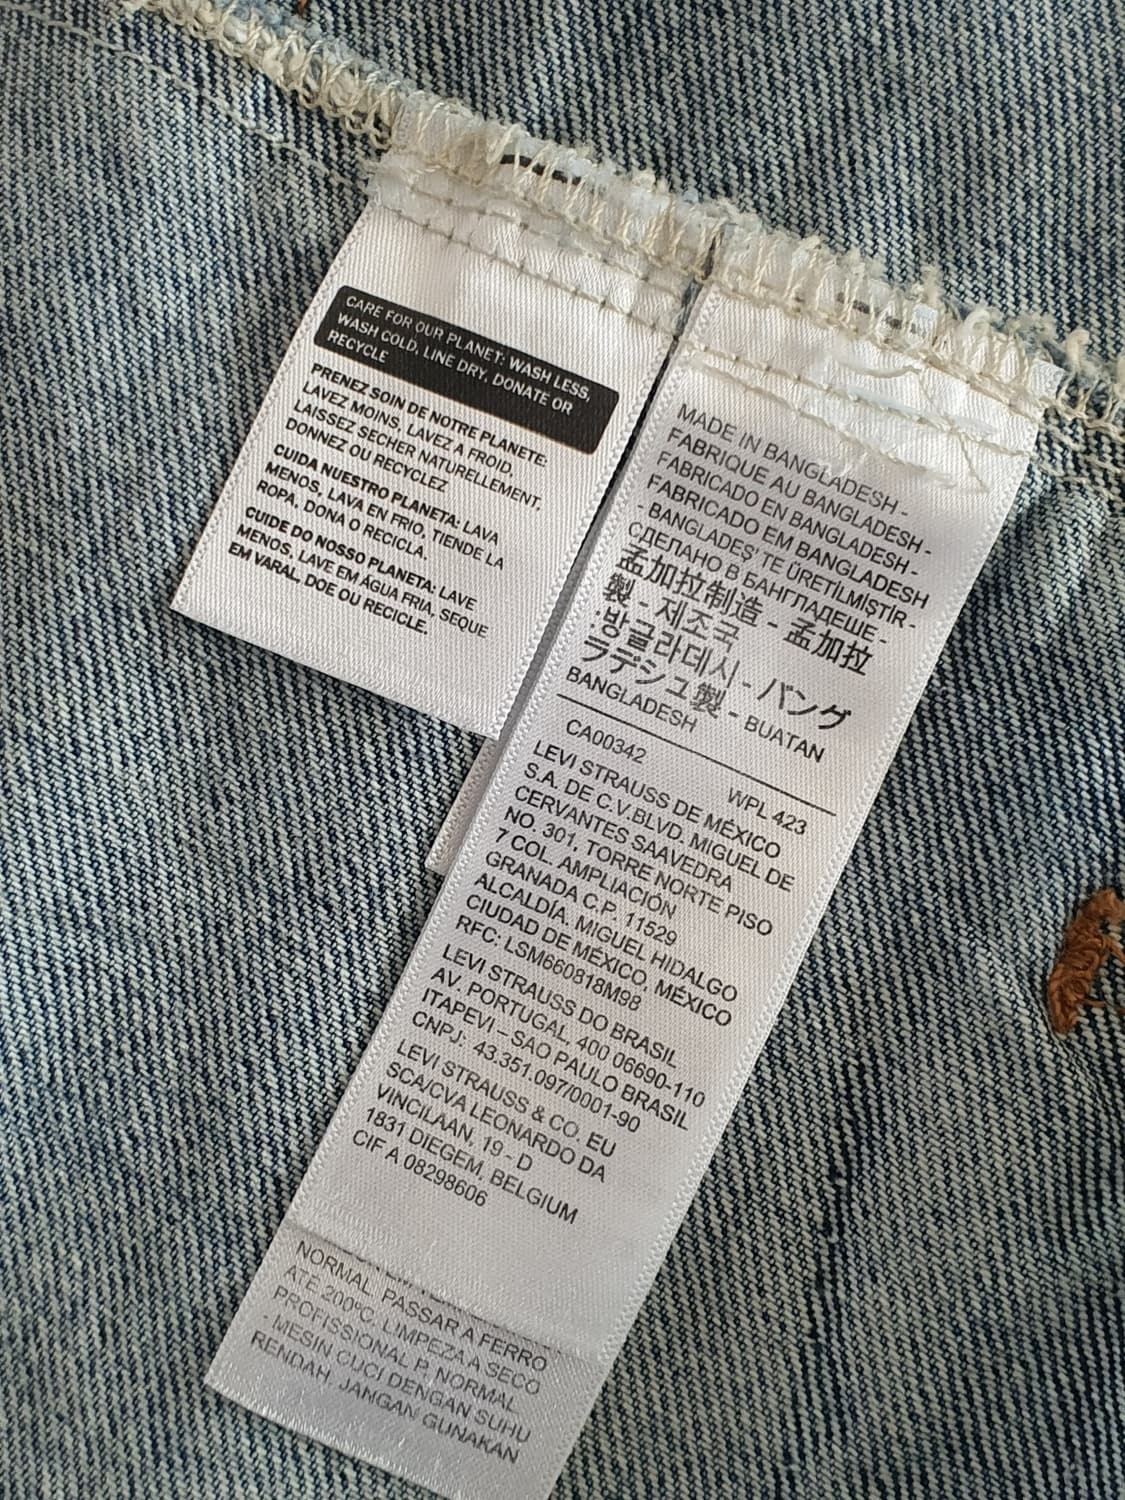 CARE FOR OUR PLANET: WASH LESS,
WASH COLD, LINE DRY, DONATE OR
RECYCLE
PRENEZ SOIN DE NOTRE PLANETE:
LAVEZ MOINS, LAVEZ A FROID,
LAISSEZ SECHER NATURELLEMENT,
DONNEZ OU RECYCLEZ
CUIDA NUESTRO PLANETA: LAVA
MENOS, LAVA EN FRIO, TIENDE LA
ROPA, DONA O RECICLA.
CUIDE DO NOSSO PLANETA: LAVE
MENOS, LAVE EM ÁGUA FRIA, SEQUE
EM VARAL, DOE OU RECICLE.
MADE IN BANGLADESH -
FABRIQUE AU BANGLADESH -
FABRICADO EN BANGLADESH -
FABRICADO EM BANGLADESH
- BANGLADES' TE ÜRETİLMİŞTİR -
СДЕЛАНО В БАНГЛАДЕШЕ -
孟加拉制造 - 孟加拉
製 - 제조국
:방글라데시 - バング
ラデシュ製 - BUATAN
BANGLADESH
CA00342 WPL 423
LEVI STRAUSS DE MÉXICO
S.A. DE C.V.BLVD. MIGUEL DE
CERVANTES SAAVEDRA
NO. 301, TORRE NORTE PISO
7 COL. AMPLIACIÓN
GRANADA C.P. 11529
ALCALDÍA. MIGUEL HIDALGO
CIUDAD DE MÉXICO, MÉXICO
RFC: LSM660818M98
LEVI STRAUSS DO BRASIL
AV. PORTUGAL, 400 06690-110
ITAPEVI – SAO PAULO BRASIL
CNPJ: 43.351.097/0001-90
LEVI STRAUSS & CO. EU
SCA/CVA LEONARDO DA
VINCILAAN, 19 - D
1831 DIEGEM, BELGIUM
CIF A 08298606
NORMAL. PASSAR A FERRO
ATÉ 200ºC. LIMPEZA A SECO
PROFISSIONAL P. NORMAL.
- MESIN CUCI DENGAN SUHU
RENDAH. JANGAN GUNAKAN